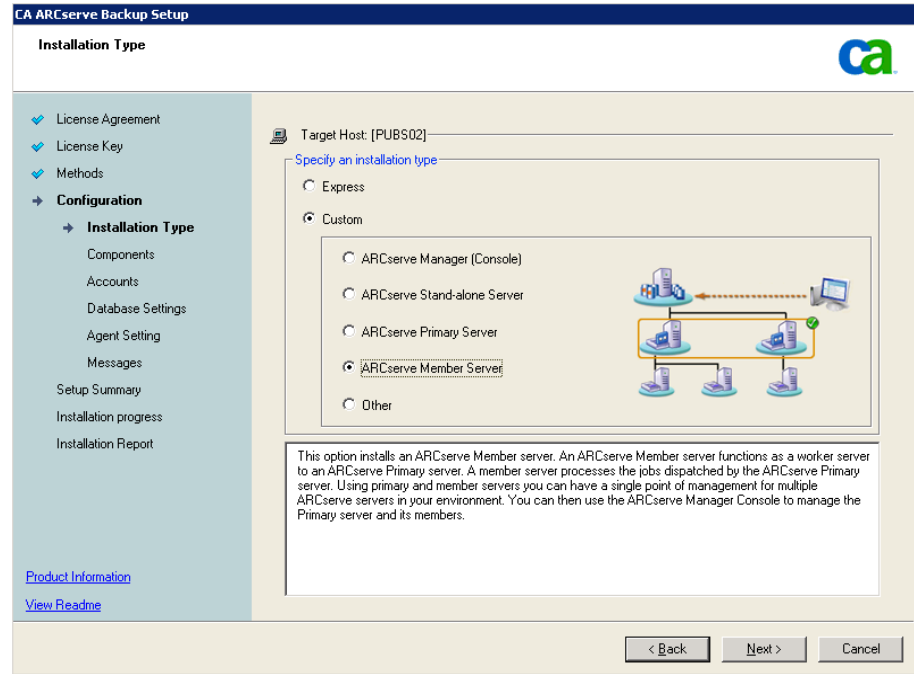 CA ARCserve Backup Setup
Installation Type
ca
License Agreement
License Key
Methods
Configuration
Installation Type
Components
Accounts
Database Settings
Agent Setting
Messages
Setup Summary
Installation progress
Installation Report
Product Information
View Readme
Target Host: [PUBS02]
Specify an installation type
Express
Custom
ARCserve Manager (Console)
ARCserve Stand-alone Server
ARCserve Primary Server
ARCserve Member Server
Other
This option installs an ARCserve Member server. An ARCserve Member server functions as a worker server
to an ARCserve Primary server. A member server processes the jobs dispatched by the ARCserve Primary
server. Using primary and member servers you can have a single point of management for multiple
ARCserve servers in your environment. You can then use the ARCserve Manager Console to manage the
Primary server and its members.
< Back
Next >
Cancel